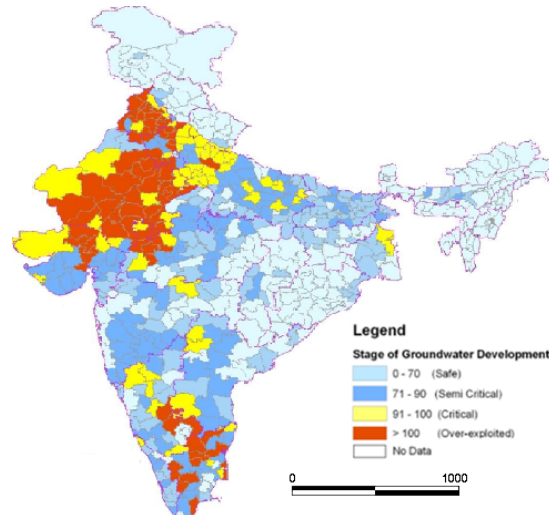 Legend
Stage of Groundwater Development
0 - 70 (Safe)
71 - 90 (Semi Critical)
91 - 100 (Critical)
> 100 (Over-exploited)
No Data
0 1000